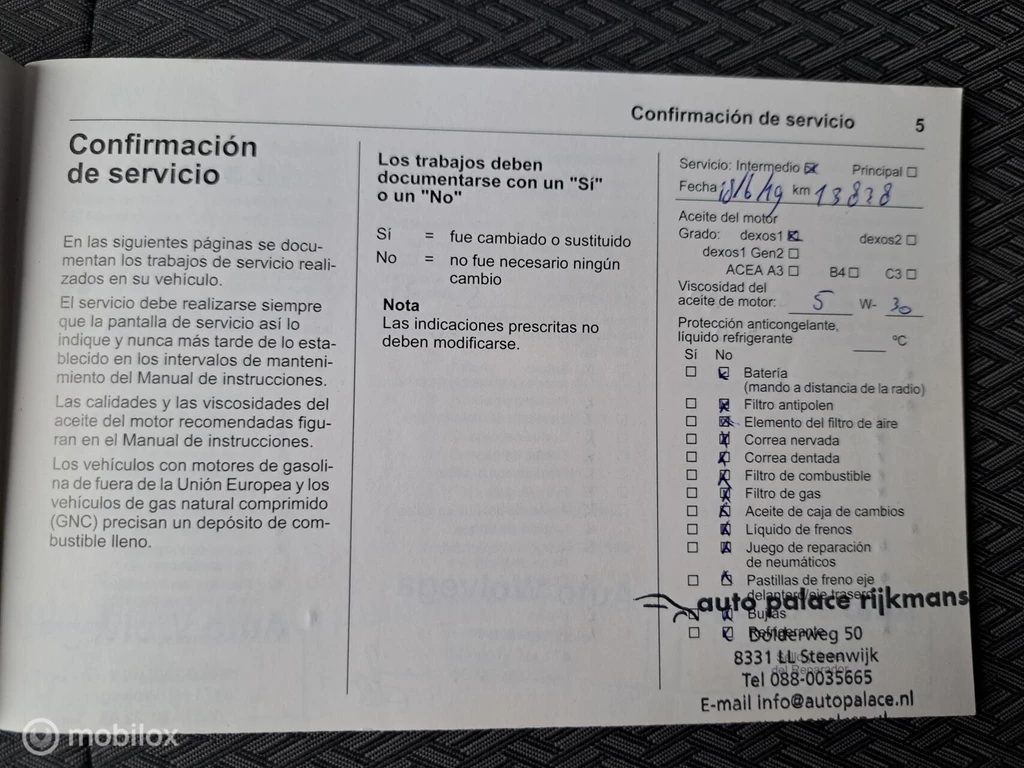 Confirmación de servicio 5
Confirmación
de servicio
En las siguientes páginas se docu-
mentan los trabajos de servicio reali-
zados en su vehículo.
El servicio debe realizarse siempre
que la pantalla de servicio así lo
indique y nunca más tarde de lo esta-
blecido en los intervalos de manteni-
miento del Manual de instrucciones.
Las calidades y las viscosidades del
aceite del motor recomendadas figu-
ran en el Manual de instrucciones.
Los vehículos con motores de gasoli-
na de fuera de la Unión Europea y los
vehículos de gas natural comprimido
(GNC) precisan un depósito de com-
bustible lleno.
Los trabajos deben
documentarse con un "Sí"
o un "No"
Sí = fue cambiado o sustituido
No = no fue necesario ningún
cambio
Nota
Las indicaciones prescritas no
deben modificarse.
Servicio: Intermedio ☒ Principal ☐
Fecha 18/6/19 km 13838
Aceite del motor
Grado: dexos1 ☒ dexos2 ☐
dexos1 Gen2 ☐
ACEA A3 ☐ B4 ☐ C3 ☐
Viscosidad del
aceite de motor: 5 W- 30
Protección anticongelante,
líquido refrigerante ºC
Sí No
☐ ☒ Batería
(mando a distancia de la radio)
☐ ☒ Filtro antipolen
☐ ☒ Elemento del filtro de aire
☐ ☒ Correa nervada
☐ ☒ Correa dentada
☐ ☒ Filtro de combustible
☐ ☒ Filtro de gas
☐ ☒ Aceite de caja de cambios
☐ ☒ Líquido de frenos
☐ ☒ Juego de reparación
de neumáticos
☐ ☒ Pastillas de freno eje
delantero/eje trasero
auto palace rijkmans
☐ ☒ Bujías
☐ ☒ Refrigerante
Dolderweg 50
8331 LL Steenwijk
del Reparador
Tel 088-0035665
E-mail info@autopalace.nl
mobilox